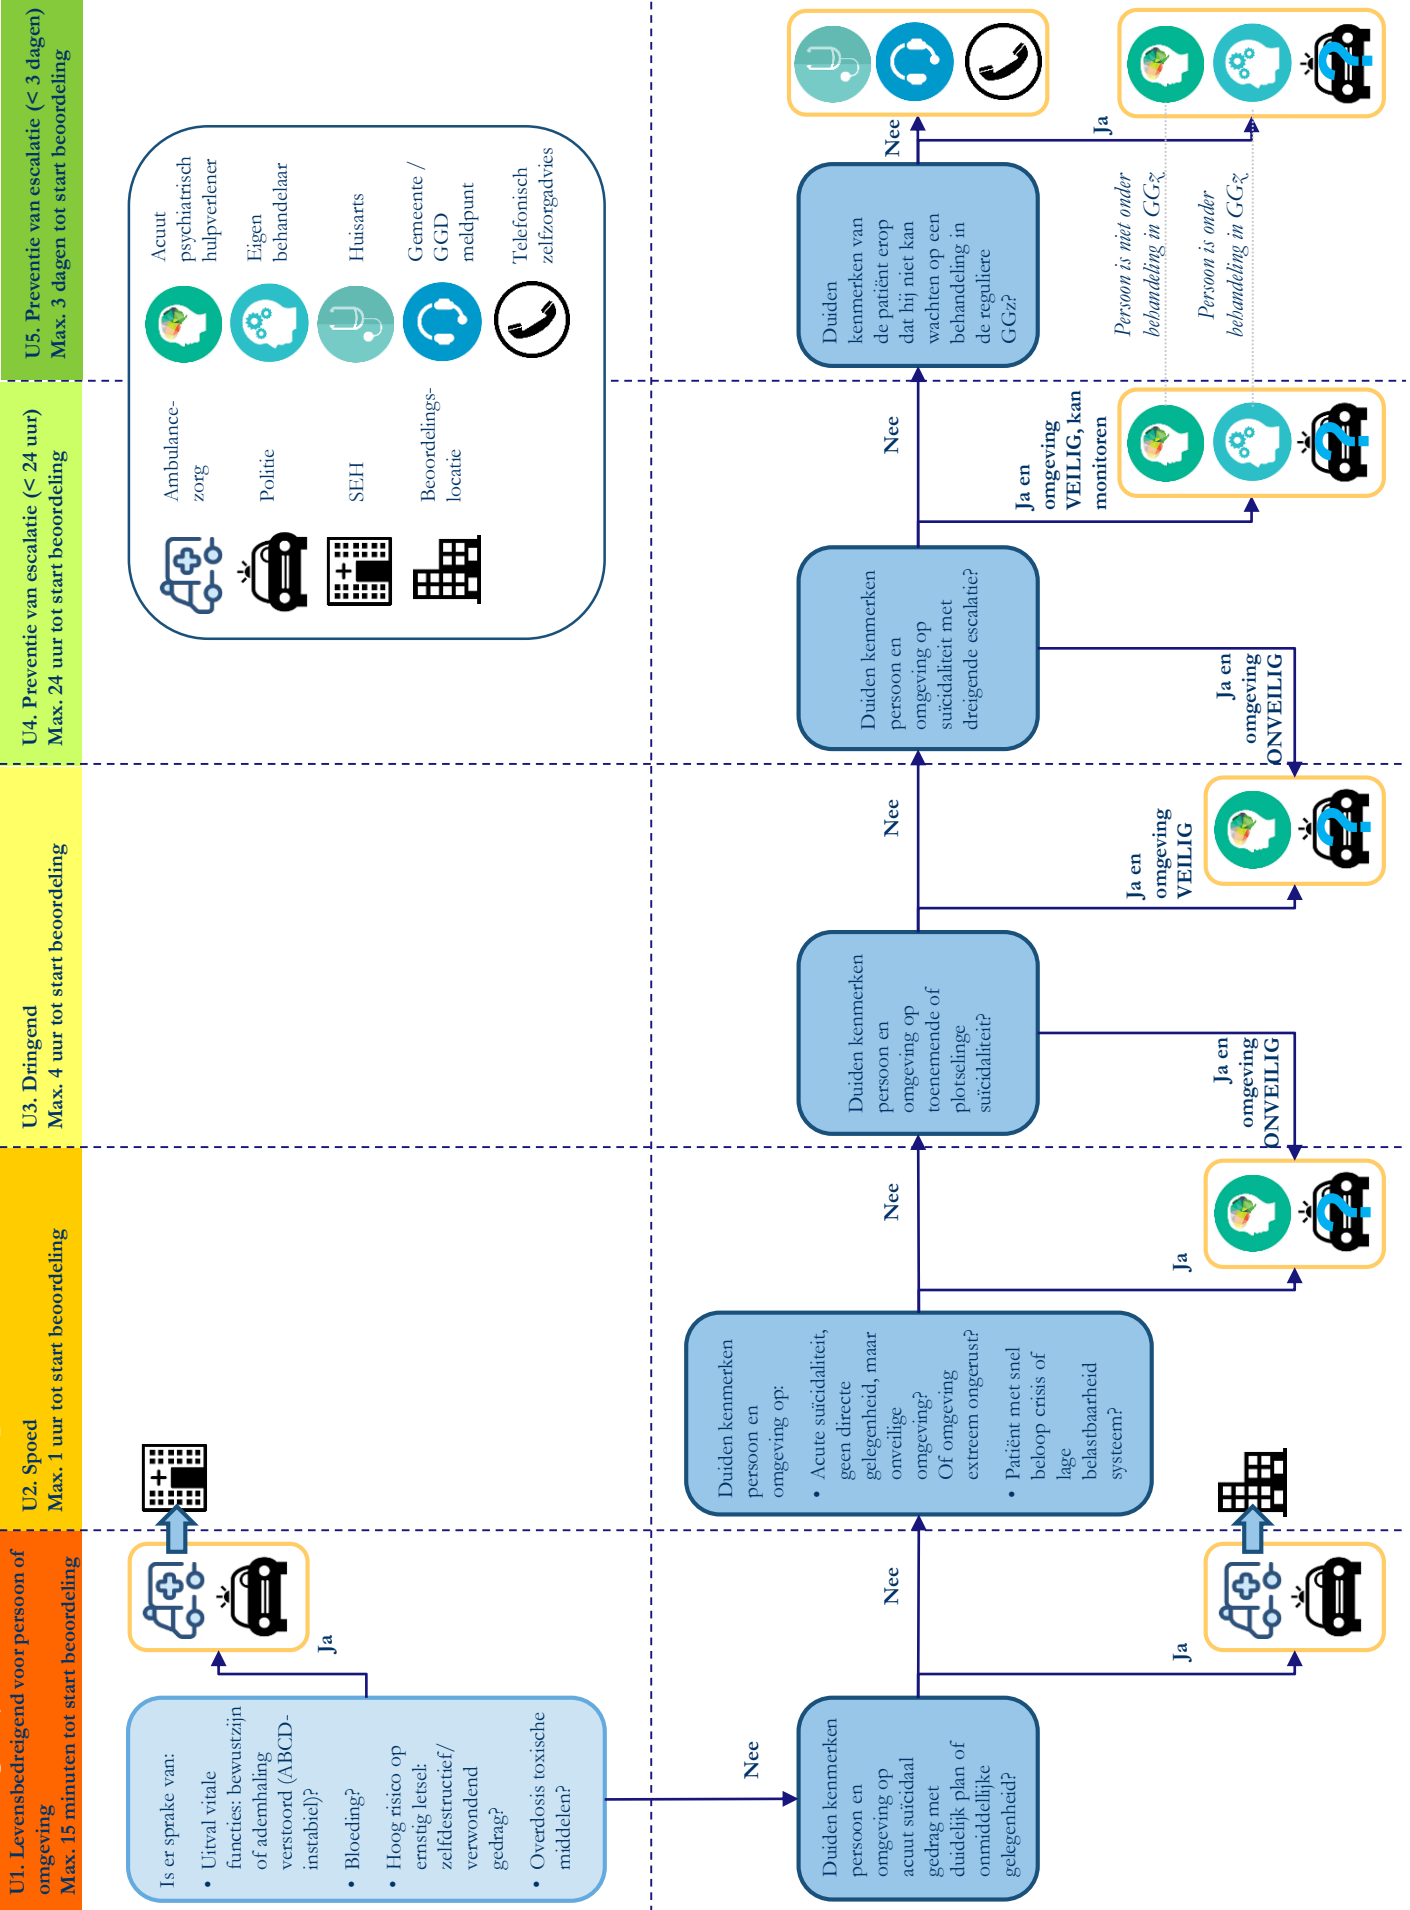 U1. Levensbedreigend voor persoon of
omgeving
Max. 15 minuten tot start beoordeling
U2. Spoed
Max. 1 uur tot start beoordeling
U3. Dringend
Max. 4 uur tot start beoordeling
U4. Preventie van escalatie (< 24 uur)
Max. 24 uur tot start beoordeling
U5. Preventie van escalatie (< 3 dagen)
Max. 3 dagen tot start beoordeling
Is er sprake van:
• Uitval vitale
functies: bewustzijn
of ademhaling
verstoord (ABCD-
instabiel)?
• Bloeding?
• Hoog risico op
ernstig letsel:
zelfdestructief/
verwondend
gedrag?
• Overdosis toxische
middelen?
Ja
Nee
Ambulance-
zorg
Politie
SEH
Beoordelings-
locatie
Acuut
psychiatrisch
hulpverlener
Eigen
behandelaar
Huisarts
Gemeente /
GGD
meldpunt
Telefonisch
zelfzorgadvies
Duiden kenmerken
persoon en
omgeving op
acuut suïcidaal
gedrag met
duidelijk plan of
onmiddellijke
gelegenheid?
Nee
Ja
Duiden kenmerken
persoon en
omgeving op:
• Acute suïcidaliteit,
geen directe
gelegenheid, maar
onveilige
omgeving?
Of omgeving
extreem ongerust?
• Patiënt met snel
beloop crisis of
lage
belastbaarheid
systeem?
Nee
Ja
?
Duiden kenmerken
persoon en
omgeving op
toenemende of
plotselinge
suïcidaliteit?
Ja en
omgeving
ONVEILIG
Nee
Ja en
omgeving
VEILIG
?
Duiden kenmerken
persoon en
omgeving op
suïcidaliteit met
dreigende escalatie?
Ja en
omgeving
ONVEILIG
Nee
Ja en
omgeving
VEILIG, kan
monitoren
?
Duiden
kenmerken van
de patiënt erop
dat hij niet kan
wachten op een
behandeling in
de reguliere
GGz?
Persoon is niet onder
behandeling in GGz
Persoon is onder
behandeling in GGz
Nee
Ja
?